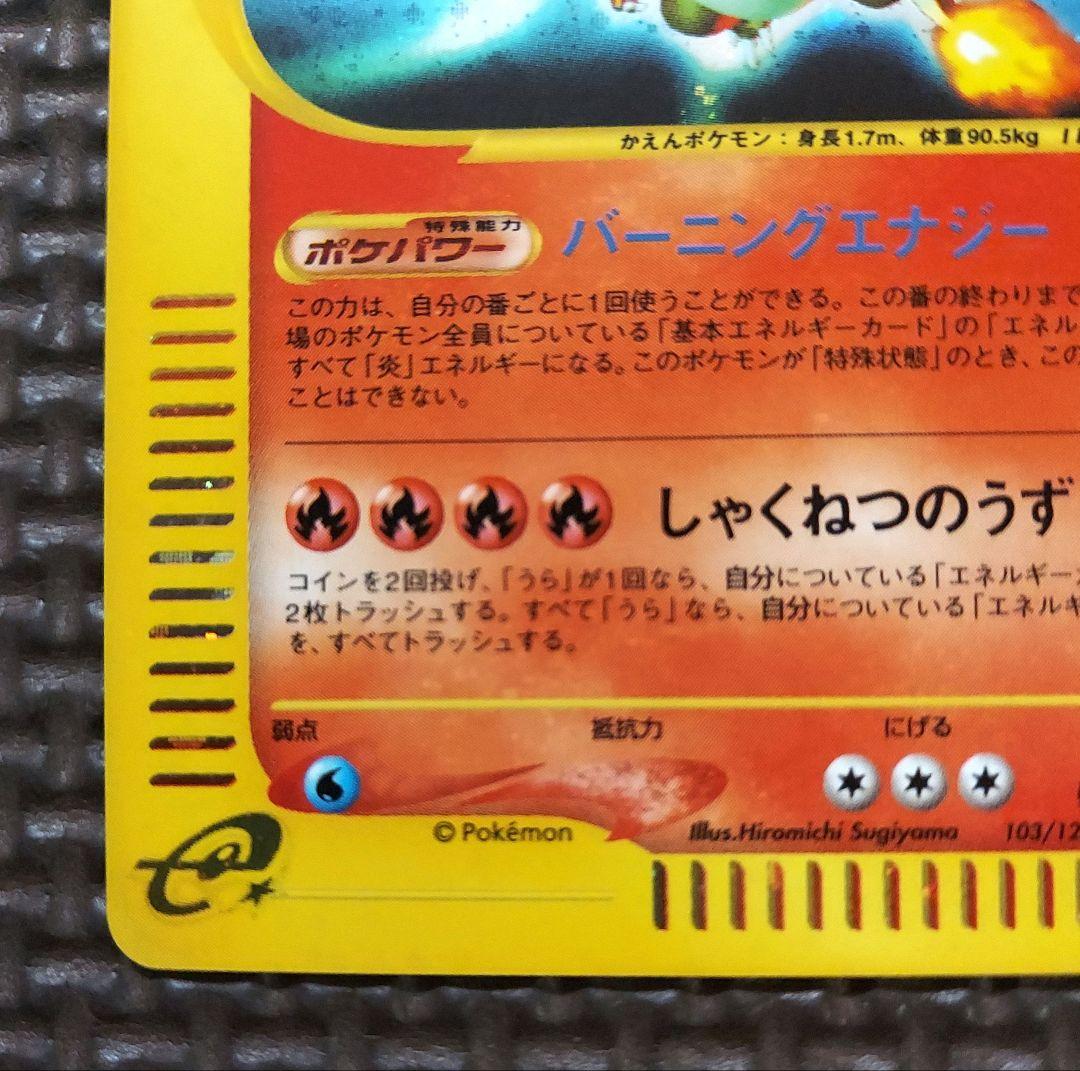 かえんポケモン：身長1.7m、体重90.5kg
特殊能力
ポケパワー バーニングエナジー
この力は、自分の番ごとに1回使うことができる。この番の終わりまで
場のポケモン全員についている「基本エネルギーカード」の「エネル
すべて「炎」エネルギーになる。このポケモンが「特殊状態」のとき、この
ことはできない。
しゃくねつのうず
コインを2回投げ、「うら」が1回なら、自分についている「エネルギー
2枚トラッシュする。すべて「うら」なら、自分についている「エネルギ
を、すべてトラッシュする。
弱点 抵抗力 にげる
© Pokémon Illus.Hiromichi Sugiyama 103/12
e